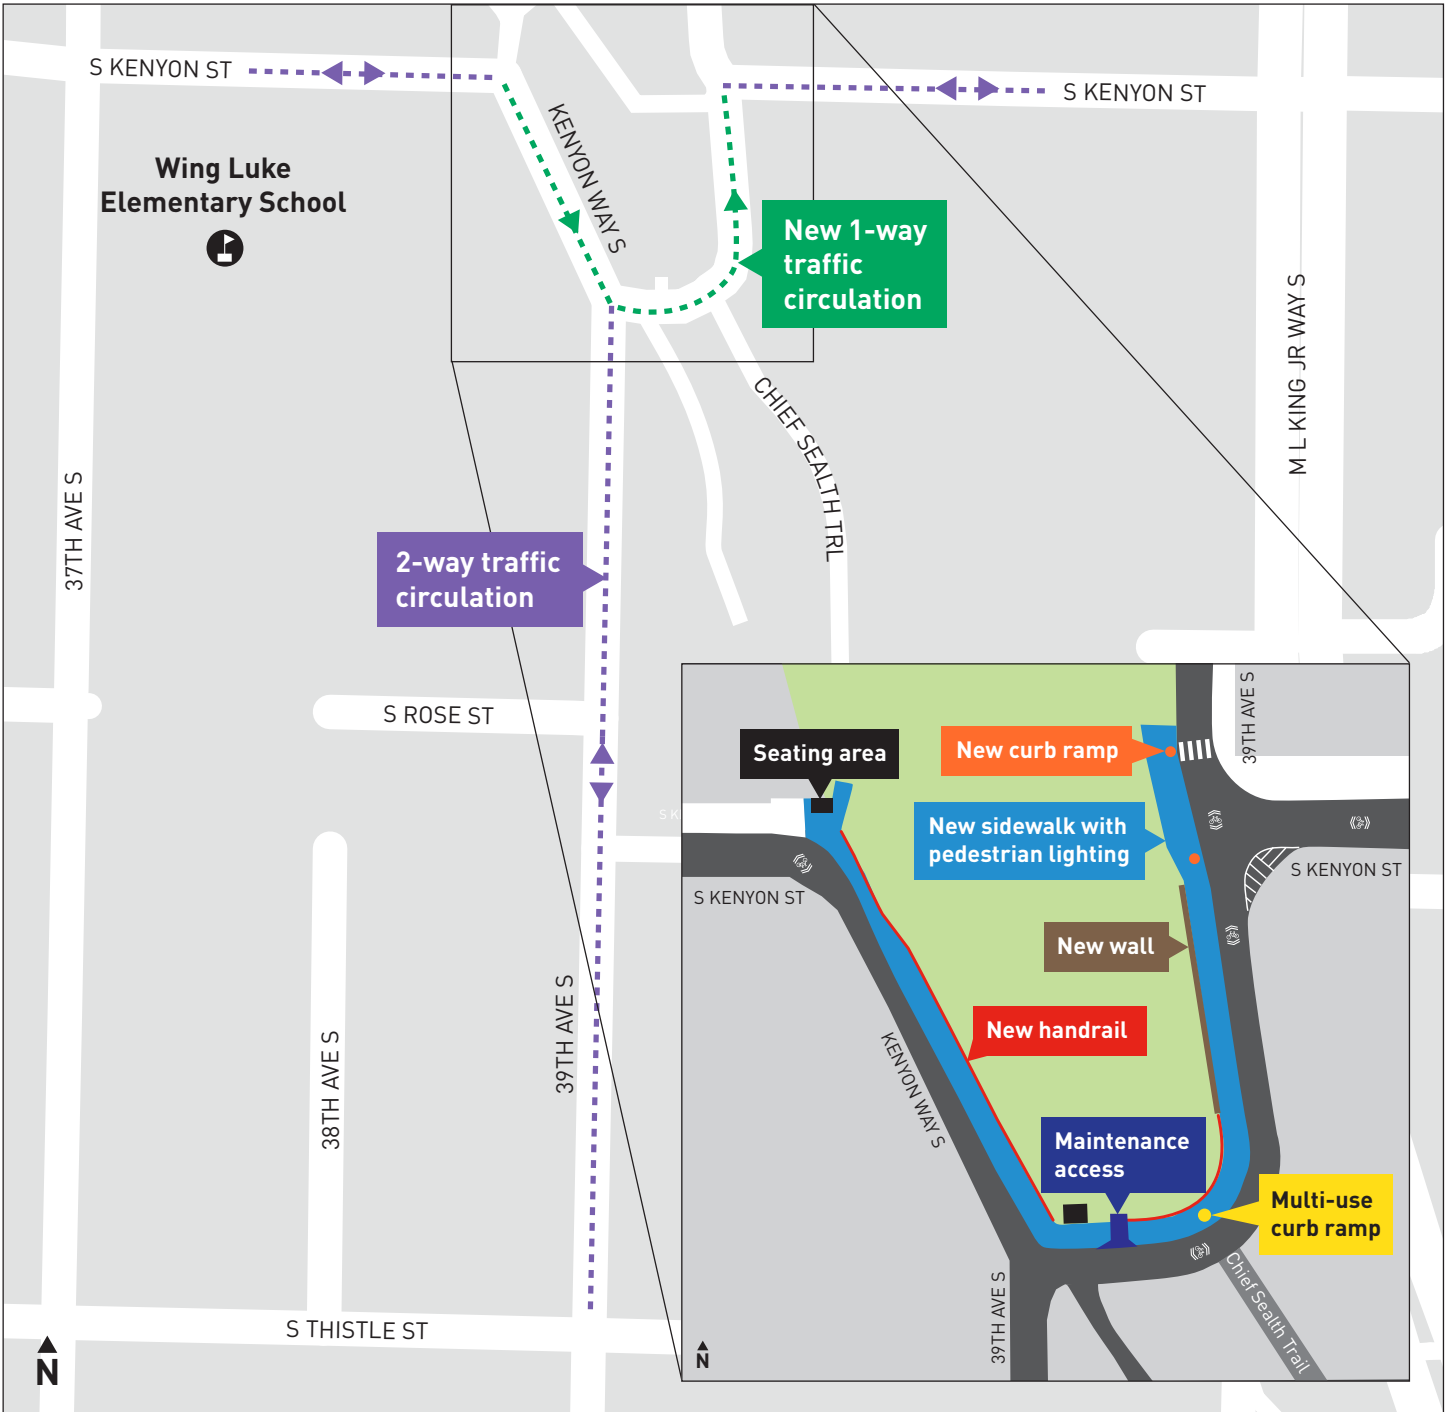 S KENYON ST
S KENYON ST
KENYON WAY S
Wing Luke
Elementary School
New 1-way
traffic
circulation
M L KING JR WAY S
CHIEF SEALTH TRL
37TH AVE S
2-way traffic
circulation
S ROSE ST
39TH AVE S
38TH AVE S
S THISTLE ST
N
39TH AVE S
Seating area
New curb ramp
New sidewalk with
pedestrian lighting
S KENYON ST
S KENYON ST
New wall
New handrail
KENYON WAY S
Maintenance
access
Multi-use
curb ramp
39TH AVE S
Chief Sealth Trail
N